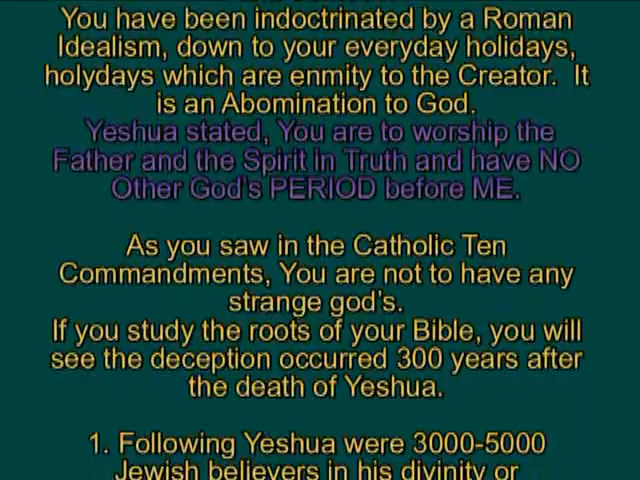 You have been indoctrinated by a Roman
Idealism, down to your everyday holidays,
holydays which are enmity to the Creator. It
is an Abomination to God.
Yeshua stated, You are to worship the
Father and the Spirit in Truth and have NO
Other God's PERIOD before ME.
As you saw in the Catholic Ten
Commandments, You are not to have any
strange god's.
If you study the roots of your Bible, you will
see the deception occurred 300 years after
the death of Yeshua.
1. Following Yeshua were 3000-5000
Jewish believers in his divinity or